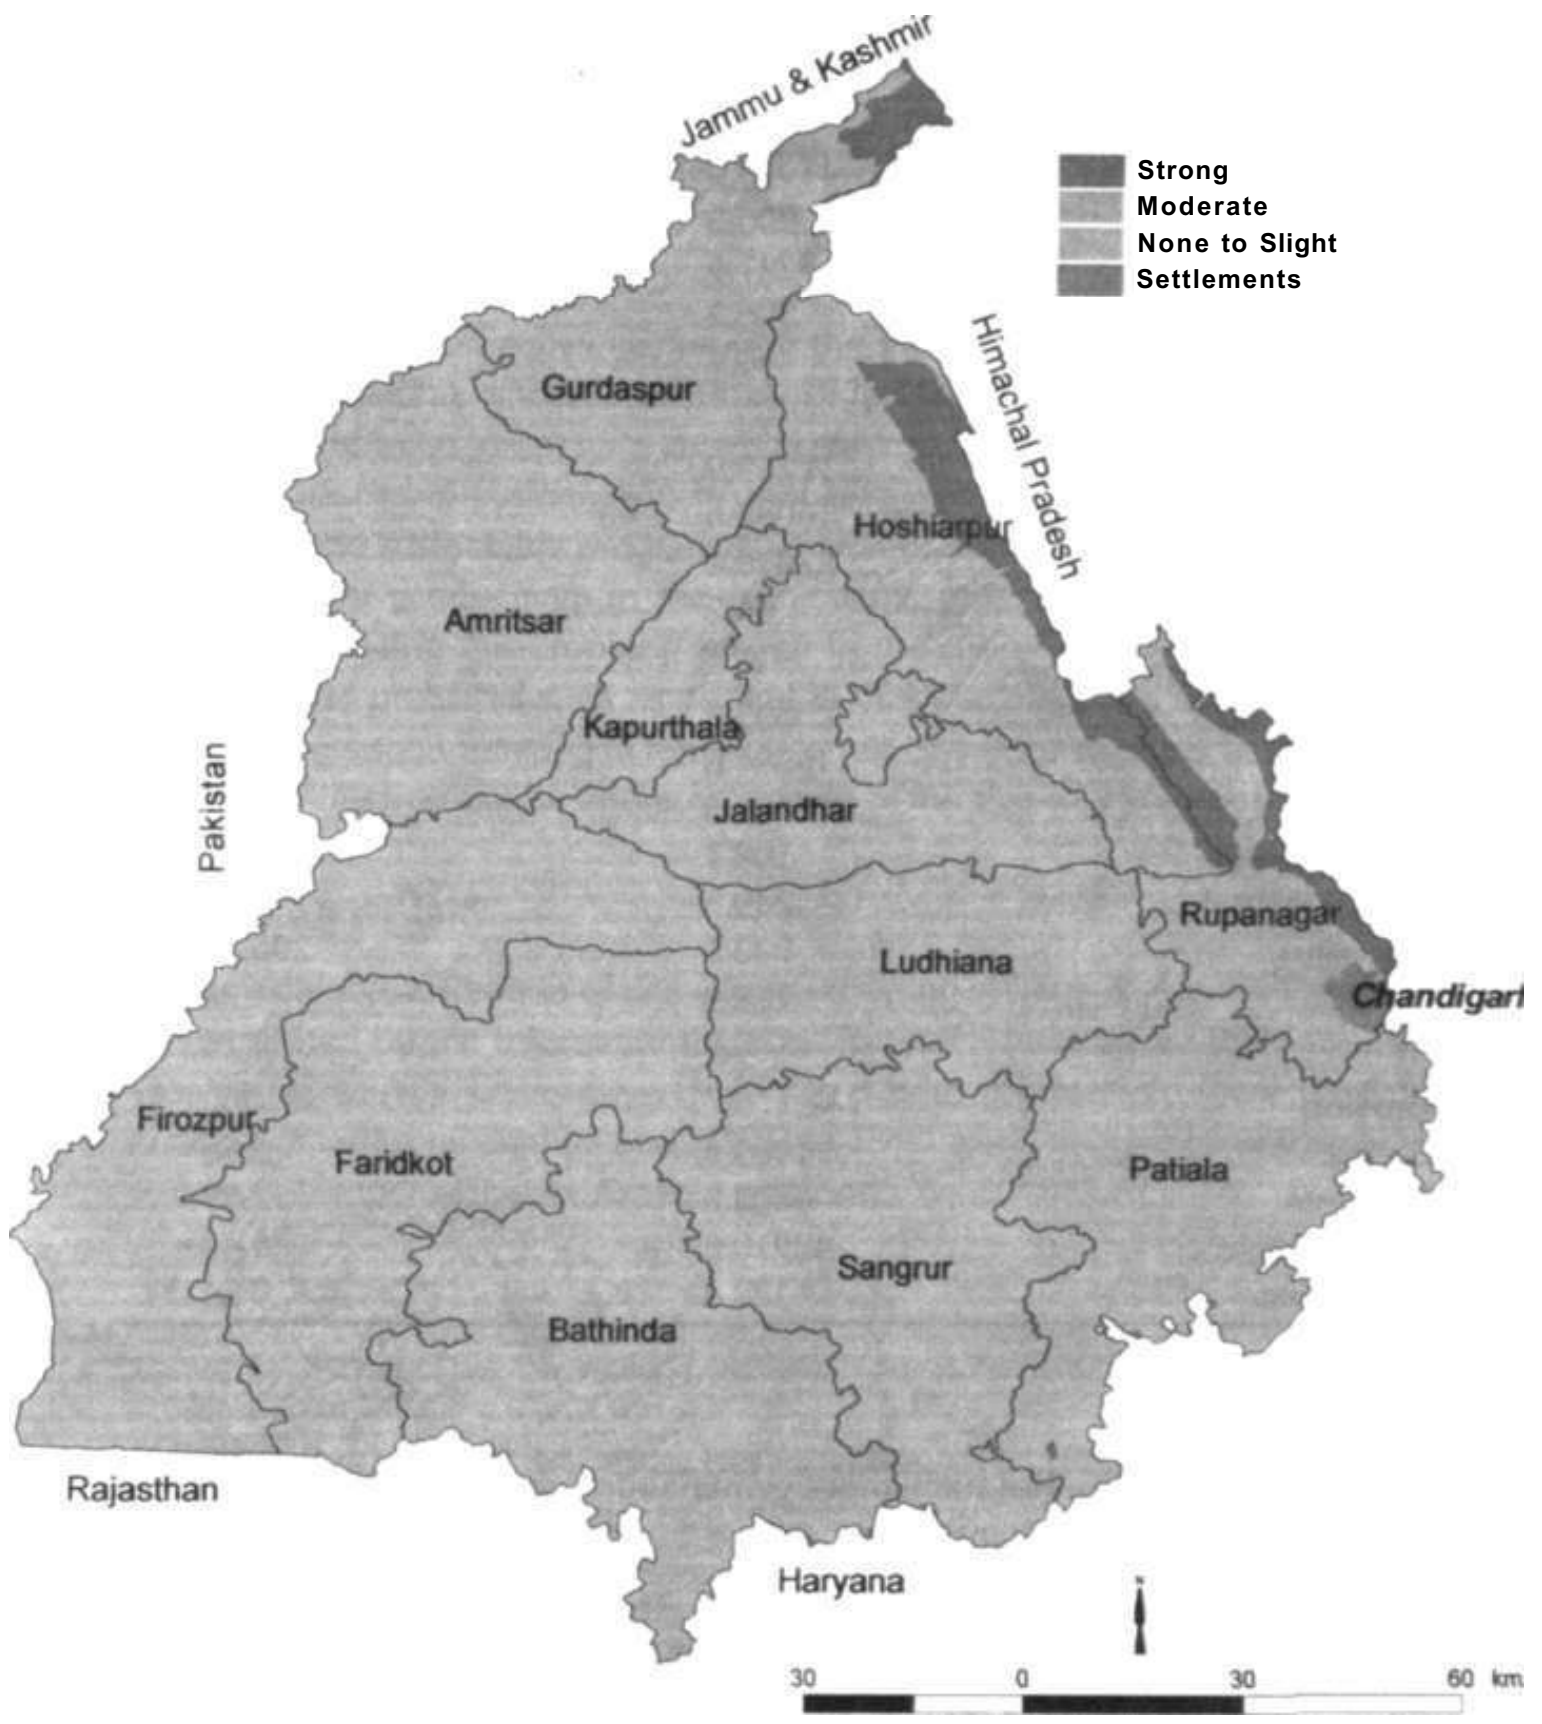 Jammu & Kashmir
Strong
Moderate
None to Slight
Settlements
Himachal Pradesh
Gurdaspur
Hoshiarpur
Amritsar
Kapurthala
Pakistan
Jalandhar
Rupanagar
Ludhiana
Chandigarh
Firozpur
Faridkot
Patiala
Sangrur
Bathinda
Rajasthan
Haryana
N
30 0 30 60 km.